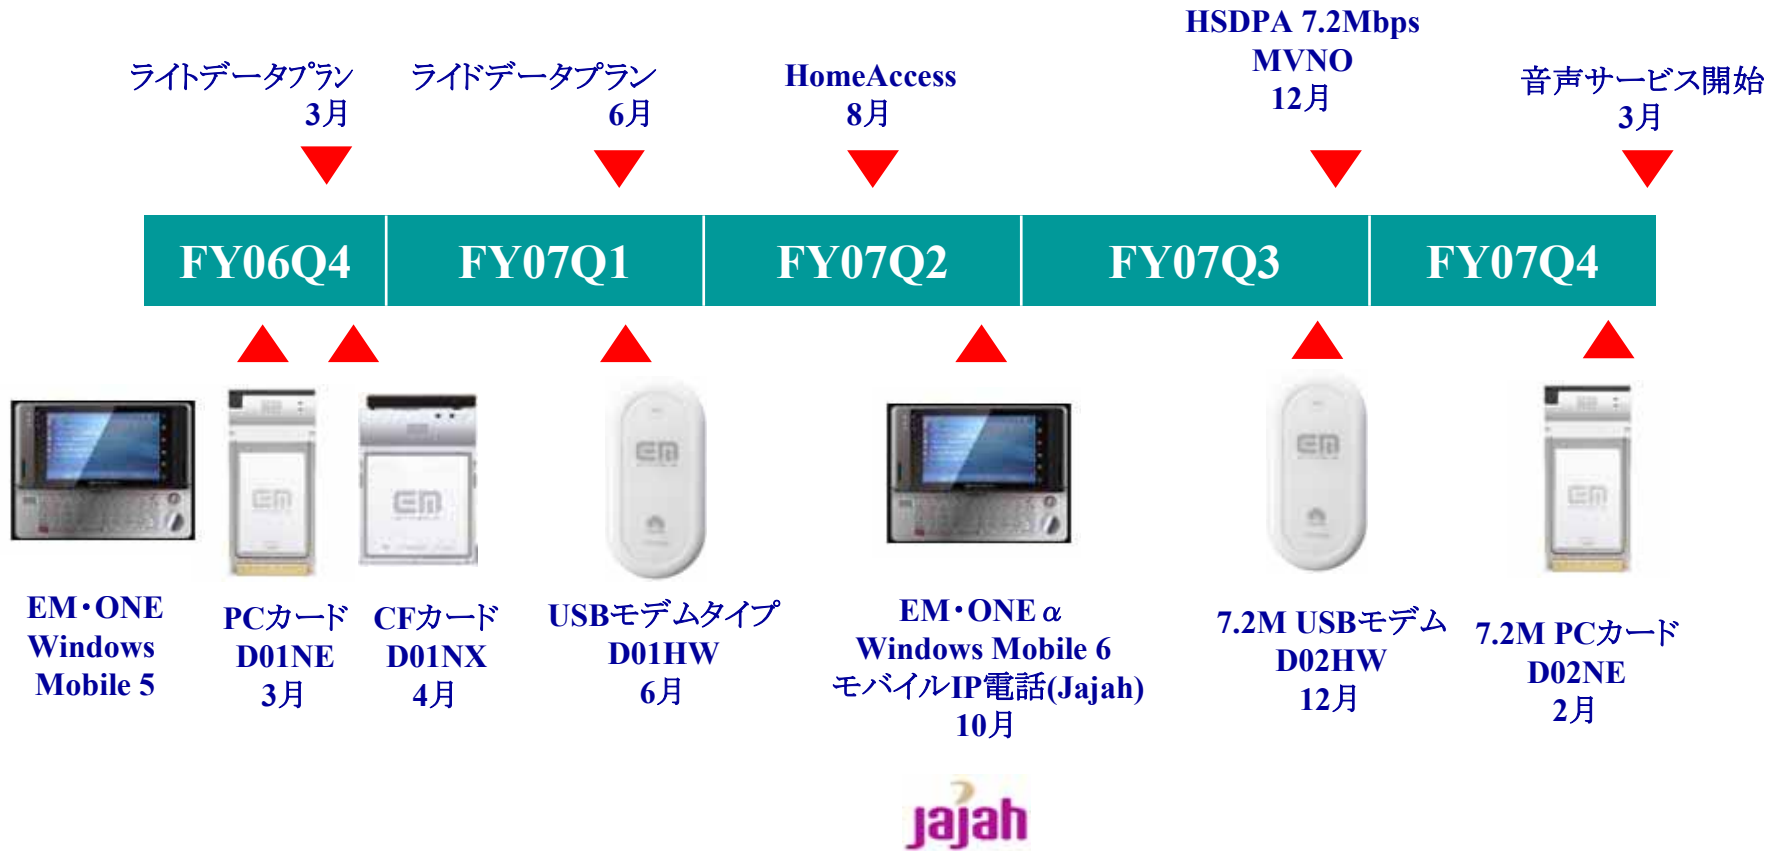 ライトデータプラン
3月
ライドデータプラン
6月
HomeAccess
8月
HSDPA 7.2Mbps
MVNO
12月
音声サービス開始
3月
FY06Q4
FY07Q1
FY07Q2
FY07Q3
FY07Q4
EM
EM
EM
EM
EM
EM・ONE
Windows
Mobile 5
PCカード
D01NE
3月
CFカード
D01NX
4月
USBモデムタイプ
D01HW
6月
EM・ONE α
Windows Mobile 6
モバイルIP電話(Jajah)
10月
7.2M USBモデム
D02HW
12月
7.2M PCカード
D02NE
2月
jajah